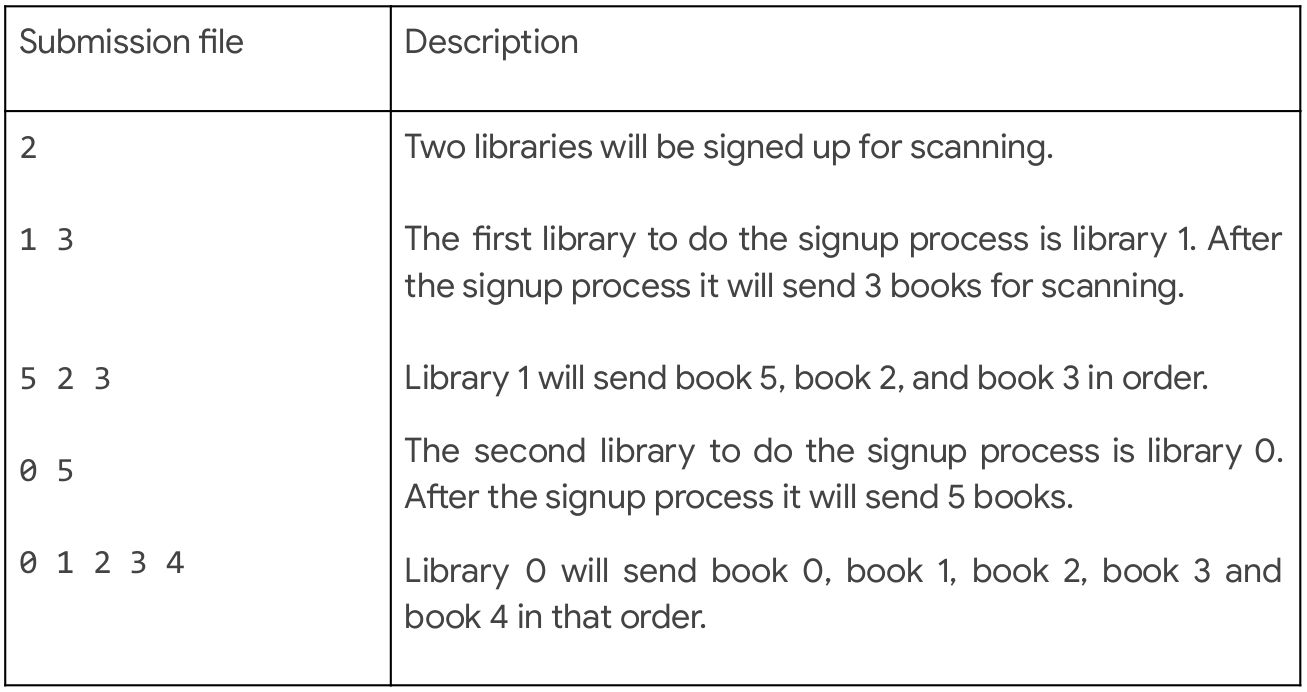 Submission file
Description
2
Two libraries will be signed up for scanning.
1 3
The first library to do the signup process is library 1. After
the signup process it will send 3 books for scanning.
5 2 3
Library 1 will send book 5, book 2, and book 3 in order.
0 5
The second library to do the signup process is library 0.
After the signup process it will send 5 books.
0 1 2 3 4
Library 0 will send book 0, book 1, book 2, book 3 and
book 4 in that order.